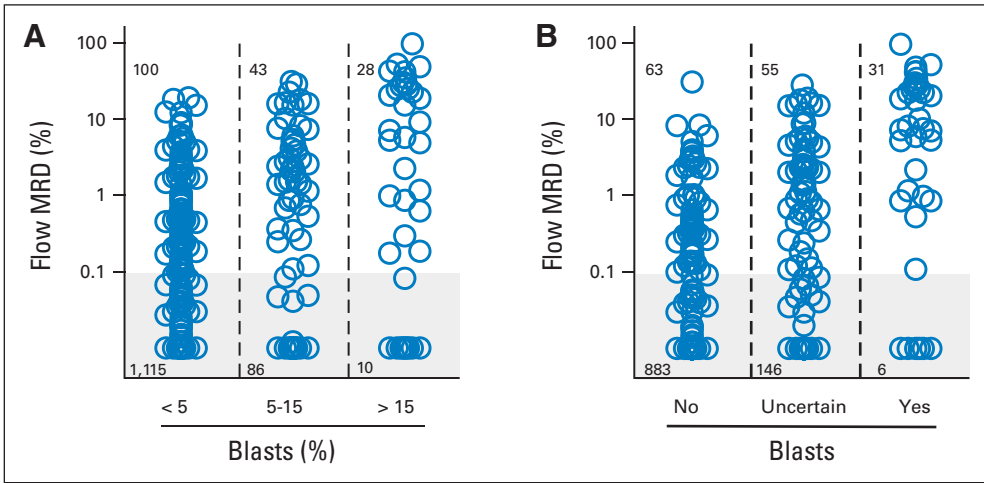 A
Flow MRD (%)
100
10
1
0.1
100
43
28
1,115
86
10
< 5
5-15
> 15
Blasts (%)
B
Flow MRD (%)
100
10
1
0.1
63
55
31
883
146
6
No
Uncertain
Yes
Blasts